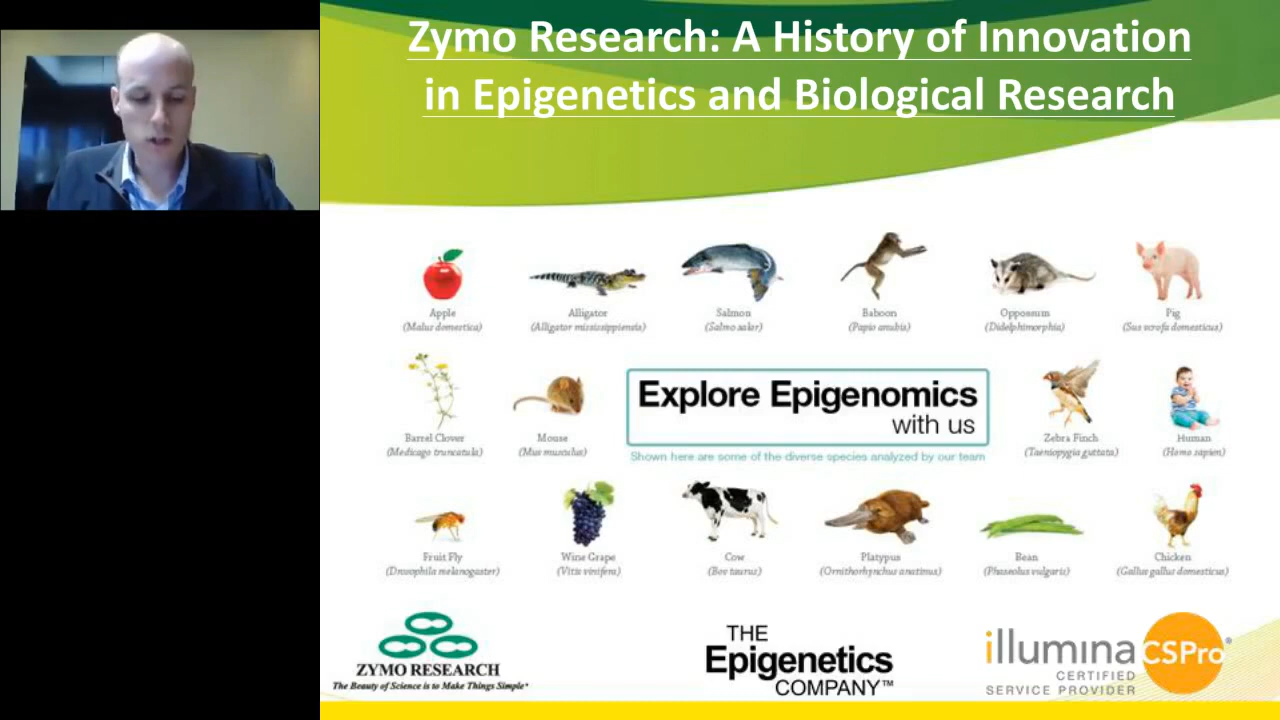 Zymo Research: A History of Innovation
in Epigenetics and Biological Research
Apple
(Malus domestica)
Alligator
(Alligator mississippiensis)
Salmon
(Salmo salar)
Baboon
(Papio anubis)
Oppossum
(Didelphimorphia)
Pig
(Sus scrofa domesticus)
Barrel Clover
(Medicago truncatula)
Mouse
(Mus musculus)
Explore Epigenomics
with us
Shown here are some of the diverse species analyzed by our team
Zebra Finch
(Taeniopygia guttata)
Human
(Homo sapien)
Fruit Fly
(Drosophila melanogaster)
Wine Grape
(Vitis vinifera)
Cow
(Bos taurus)
Platypus
(Ornithorhynchus anatinus)
Bean
(Phaseolus vulgaris)
Chicken
(Gallus gallus domesticus)
ZYMO RESEARCH
The Beauty of Science is to Make Things Simple®
THE
Epigenetics
COMPANY™
illumina CSPro®
CERTIFIED
SERVICE PROVIDER